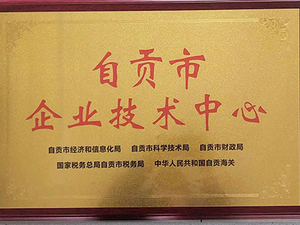 自贡市
企业技术中心
自贡市经济和信息化局 自贡市科学技术局 自贡市财政局
国家税务总局自贡市税务局 中华人民共和国自贡海关